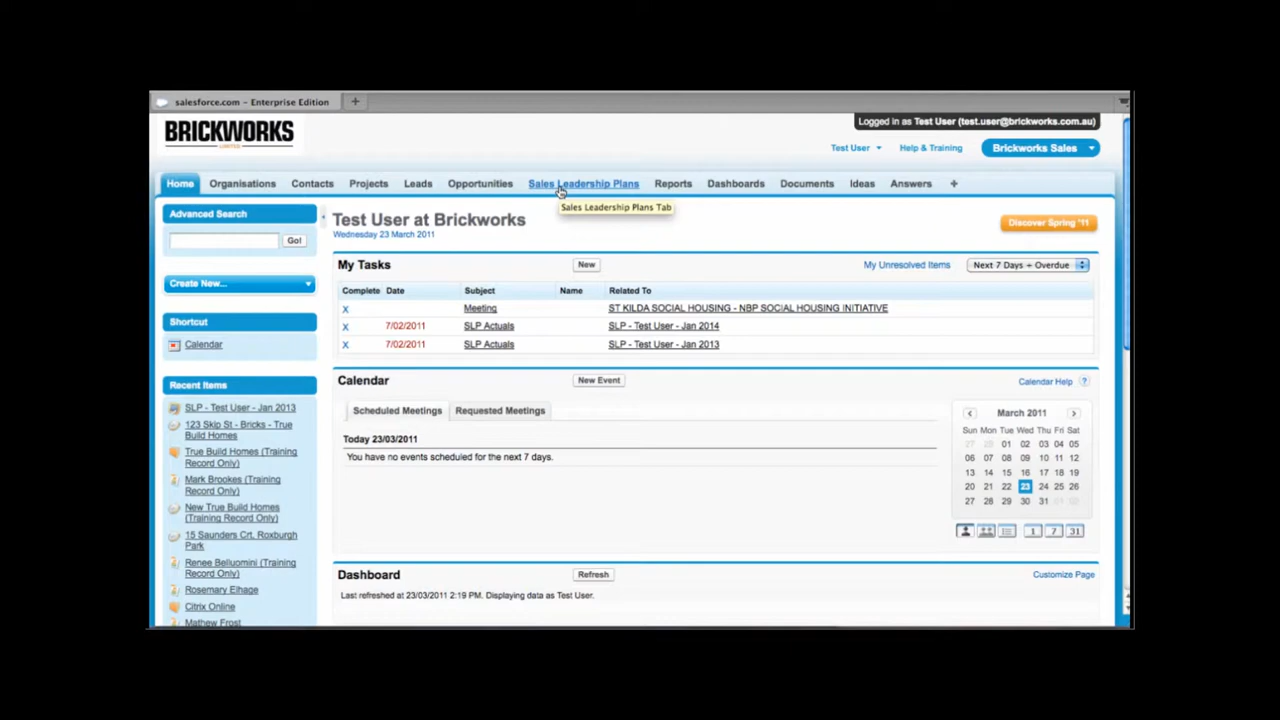 salesforce.com - Enterprise Edition
+
BRICKWORKS
LIMITED
Logged in as Test User (test.user@brickworks.com.au)
Test User
Help & Training
Brickworks Sales
Home Organisations Contacts Projects Leads Opportunities Sales Leadership Plans Reports Dashboards Documents Ideas Answers +
Sales Leadership Plans Tab
Advanced Search
Go!
Create New...
Shortcut
Calendar
Recent Items
SLP - Test User - Jan 2013
123 Skip St - Bricks - True
Build Homes
True Build Homes (Training
Record Only)
Mark Brookes (Training
Record Only)
New True Build Homes
(Training Record Only)
15 Saunders Crt, Roxburgh
Park
Renee Belluomini (Training
Record Only)
Rosemary Elhage
Citrix Online
Mathew Frost
Test User at Brickworks
Wednesday 23 March 2011
Discover Spring '11
My Tasks
New
My Unresolved Items
Next 7 Days + Overdue
Complete Date Subject Name Related To
X Meeting ST KILDA SOCIAL HOUSING - NBP SOCIAL HOUSING INITIATIVE
X 7/02/2011 SLP Actuals SLP - Test User - Jan 2014
X 7/02/2011 SLP Actuals SLP - Test User - Jan 2013
Calendar
New Event
Calendar Help ?
Scheduled Meetings Requested Meetings
Today 23/03/2011
You have no events scheduled for the next 7 days.
March 2011
Sun Mon Tue Wed Thu Fri Sat
27 28 01 02 03 04 05
06 07 08 09 10 11 12
13 14 15 16 17 18 19
20 21 22 23 24 25 26
27 28 29 30 31 01 02
1 7 31
Dashboard
Refresh
Customize Page
Last refreshed at 23/03/2011 2:19 PM. Displaying data as Test User.